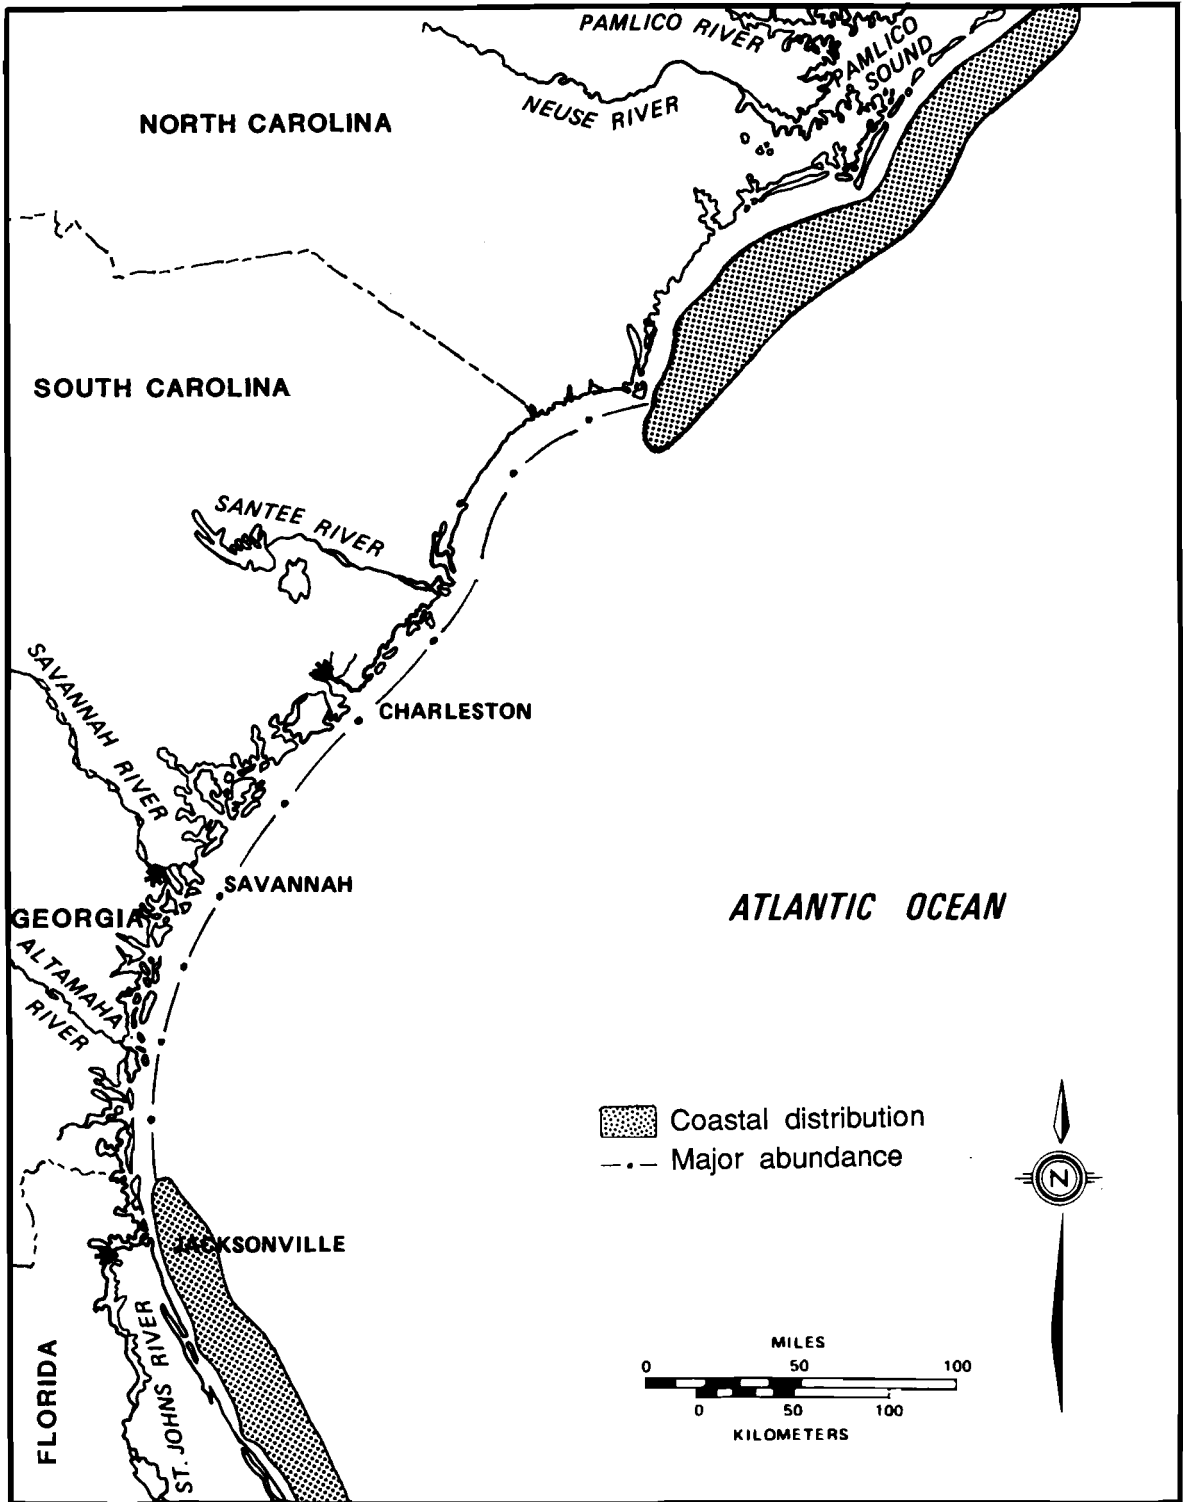 PAMLICO RIVER
PAMLICO
SOUND
NEUSE RIVER
NORTH CAROLINA
SOUTH CAROLINA
SANTEE RIVER
SAVANNAH RIVER
CHARLESTON
SAVANNAH
GEORGIA
ATLANTIC OCEAN
ALTAMAHA
RIVER
Coastal distribution
Major abundance
N
JACKSONVILLE
FLORIDA
ST. JOHNS RIVER
MILES
0 50 100
0 50 100
KILOMETERS